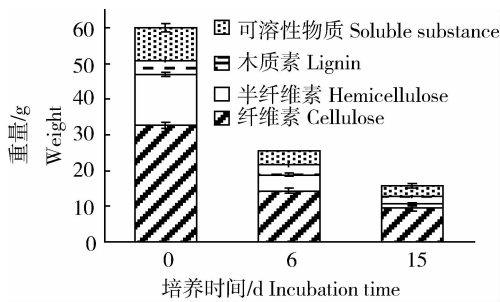 60
50
40
30
20
10
0
重量/g
Weight
可溶性物质 Soluble substance
木质素 Lignin
半纤维素 Hemicellulose
纤维素 Cellulose
0 6 15
培养时间/d Incubation time